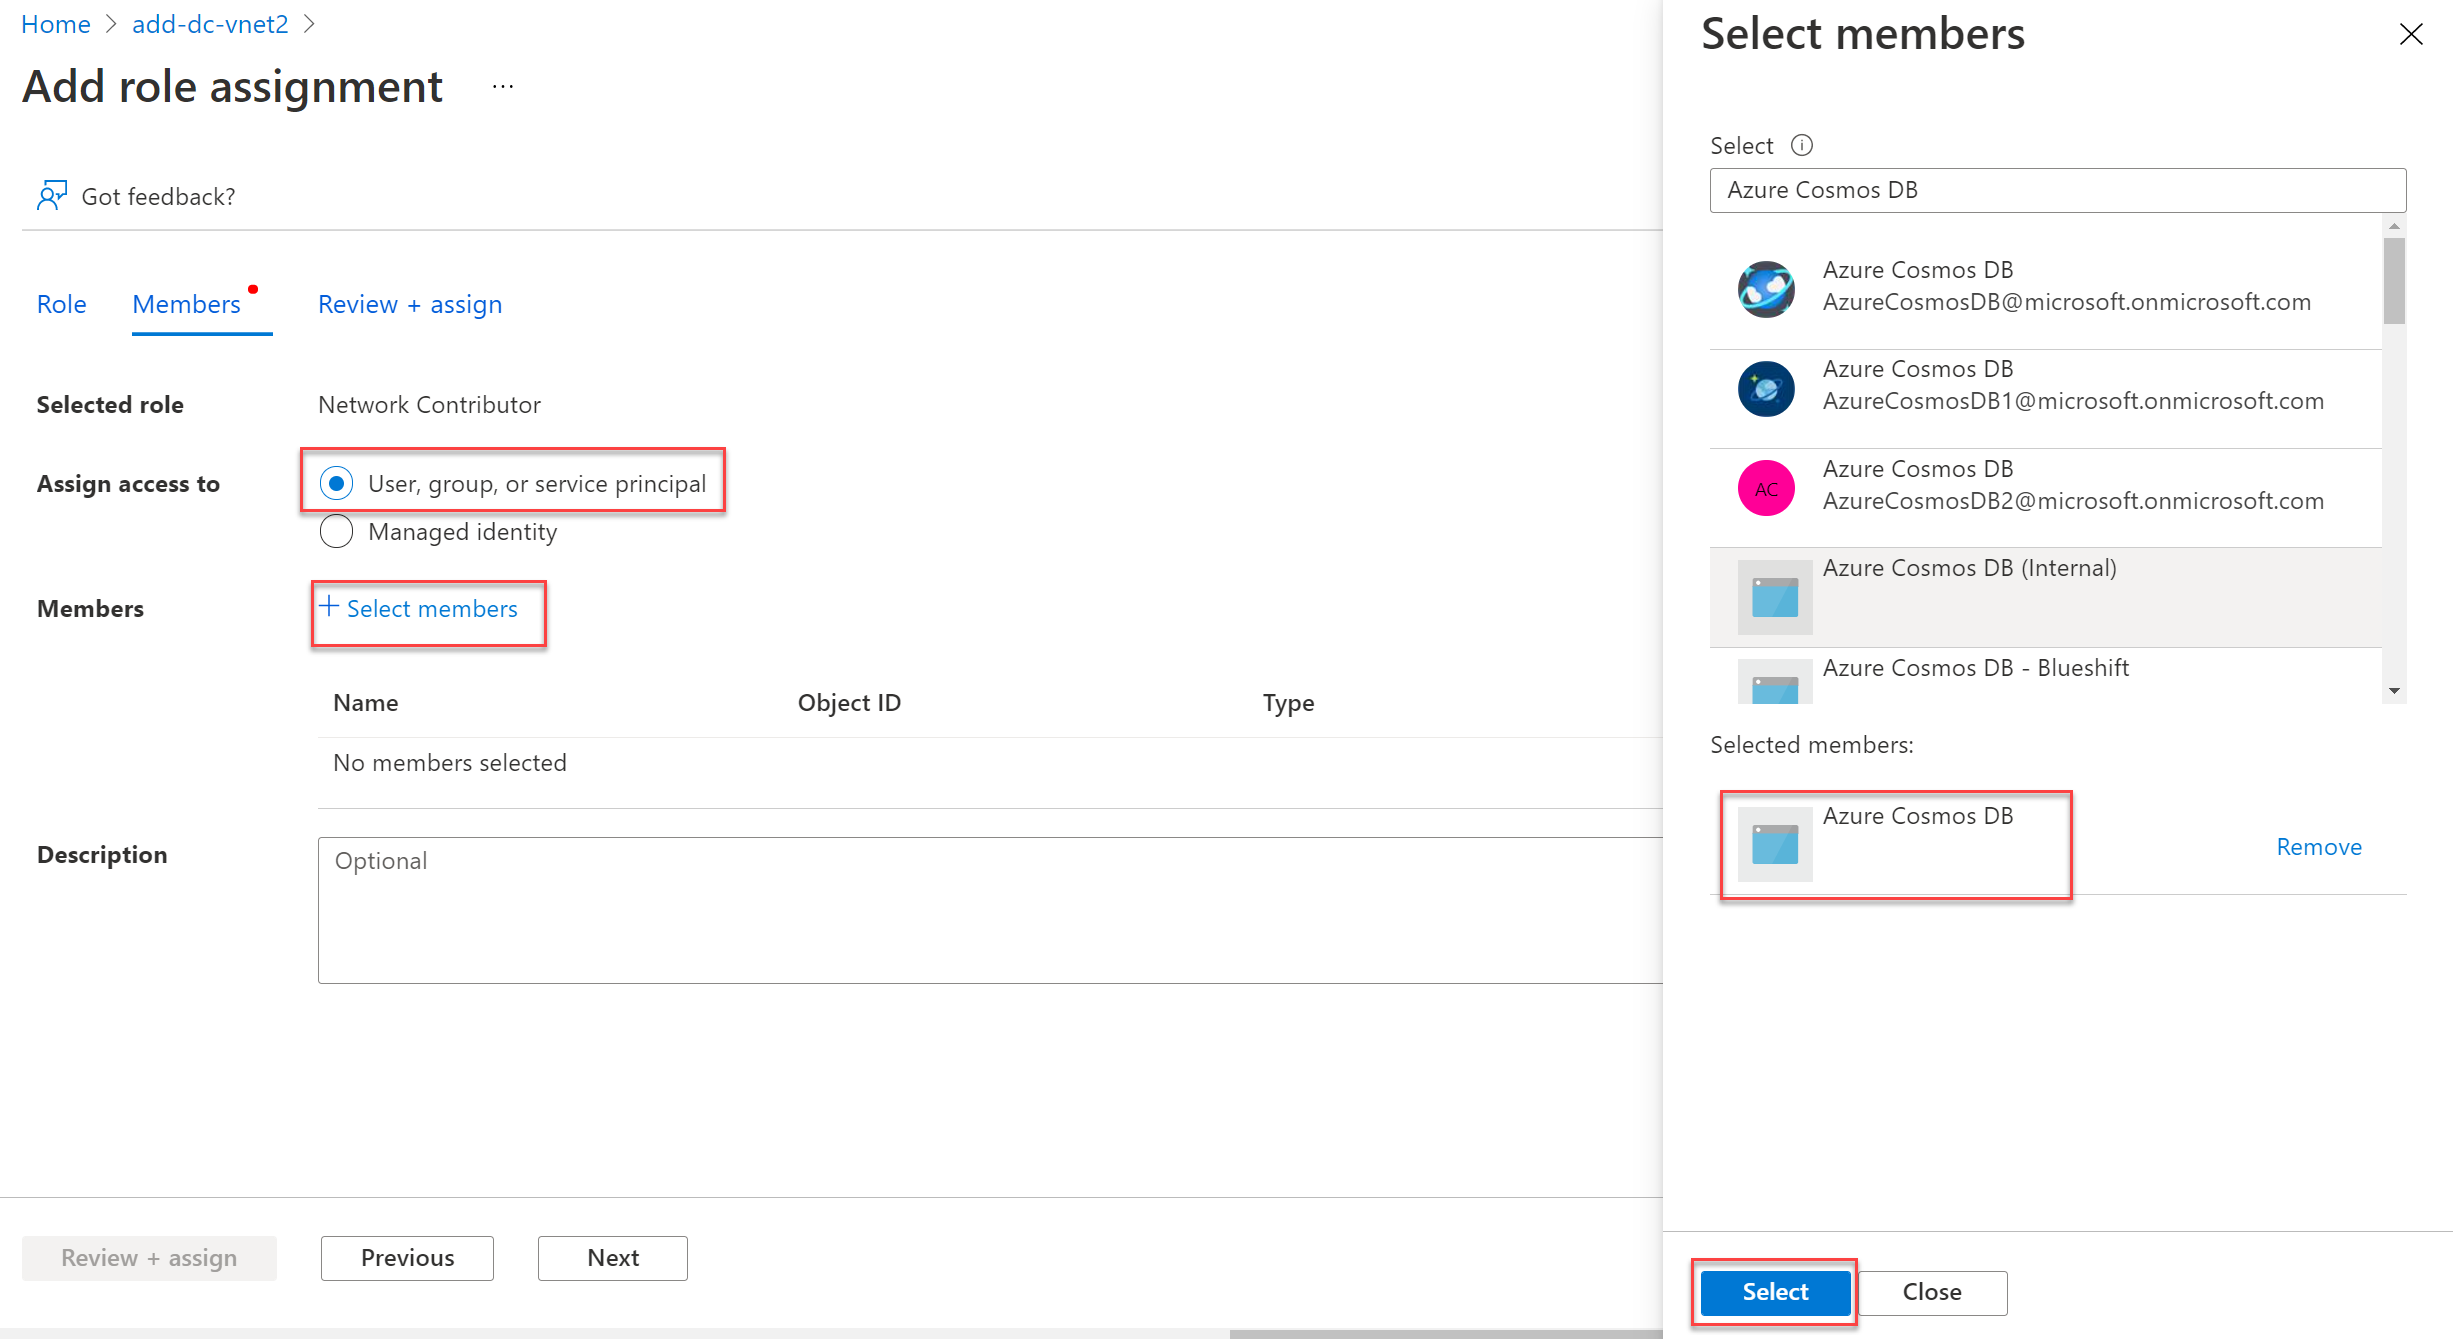 Home > add-dc-vnet2 >
Add role assignment ...
Got feedback?
Role Members Review + assign
Selected role Network Contributor
Assign access to User, group, or service principal
Managed identity
Members + Select members
Name Object ID Type
No members selected
Description Optional
Review + assign Previous Next
Select members
Select
Azure Cosmos DB
Azure Cosmos DB
AzureCosmosDB@microsoft.onmicrosoft.com
Azure Cosmos DB
AzureCosmosDB1@microsoft.onmicrosoft.com
AC
Azure Cosmos DB
AzureCosmosDB2@microsoft.onmicrosoft.com
Azure Cosmos DB (Internal)
Azure Cosmos DB - Blueshift
Selected members:
Azure Cosmos DB
Remove
Select Close